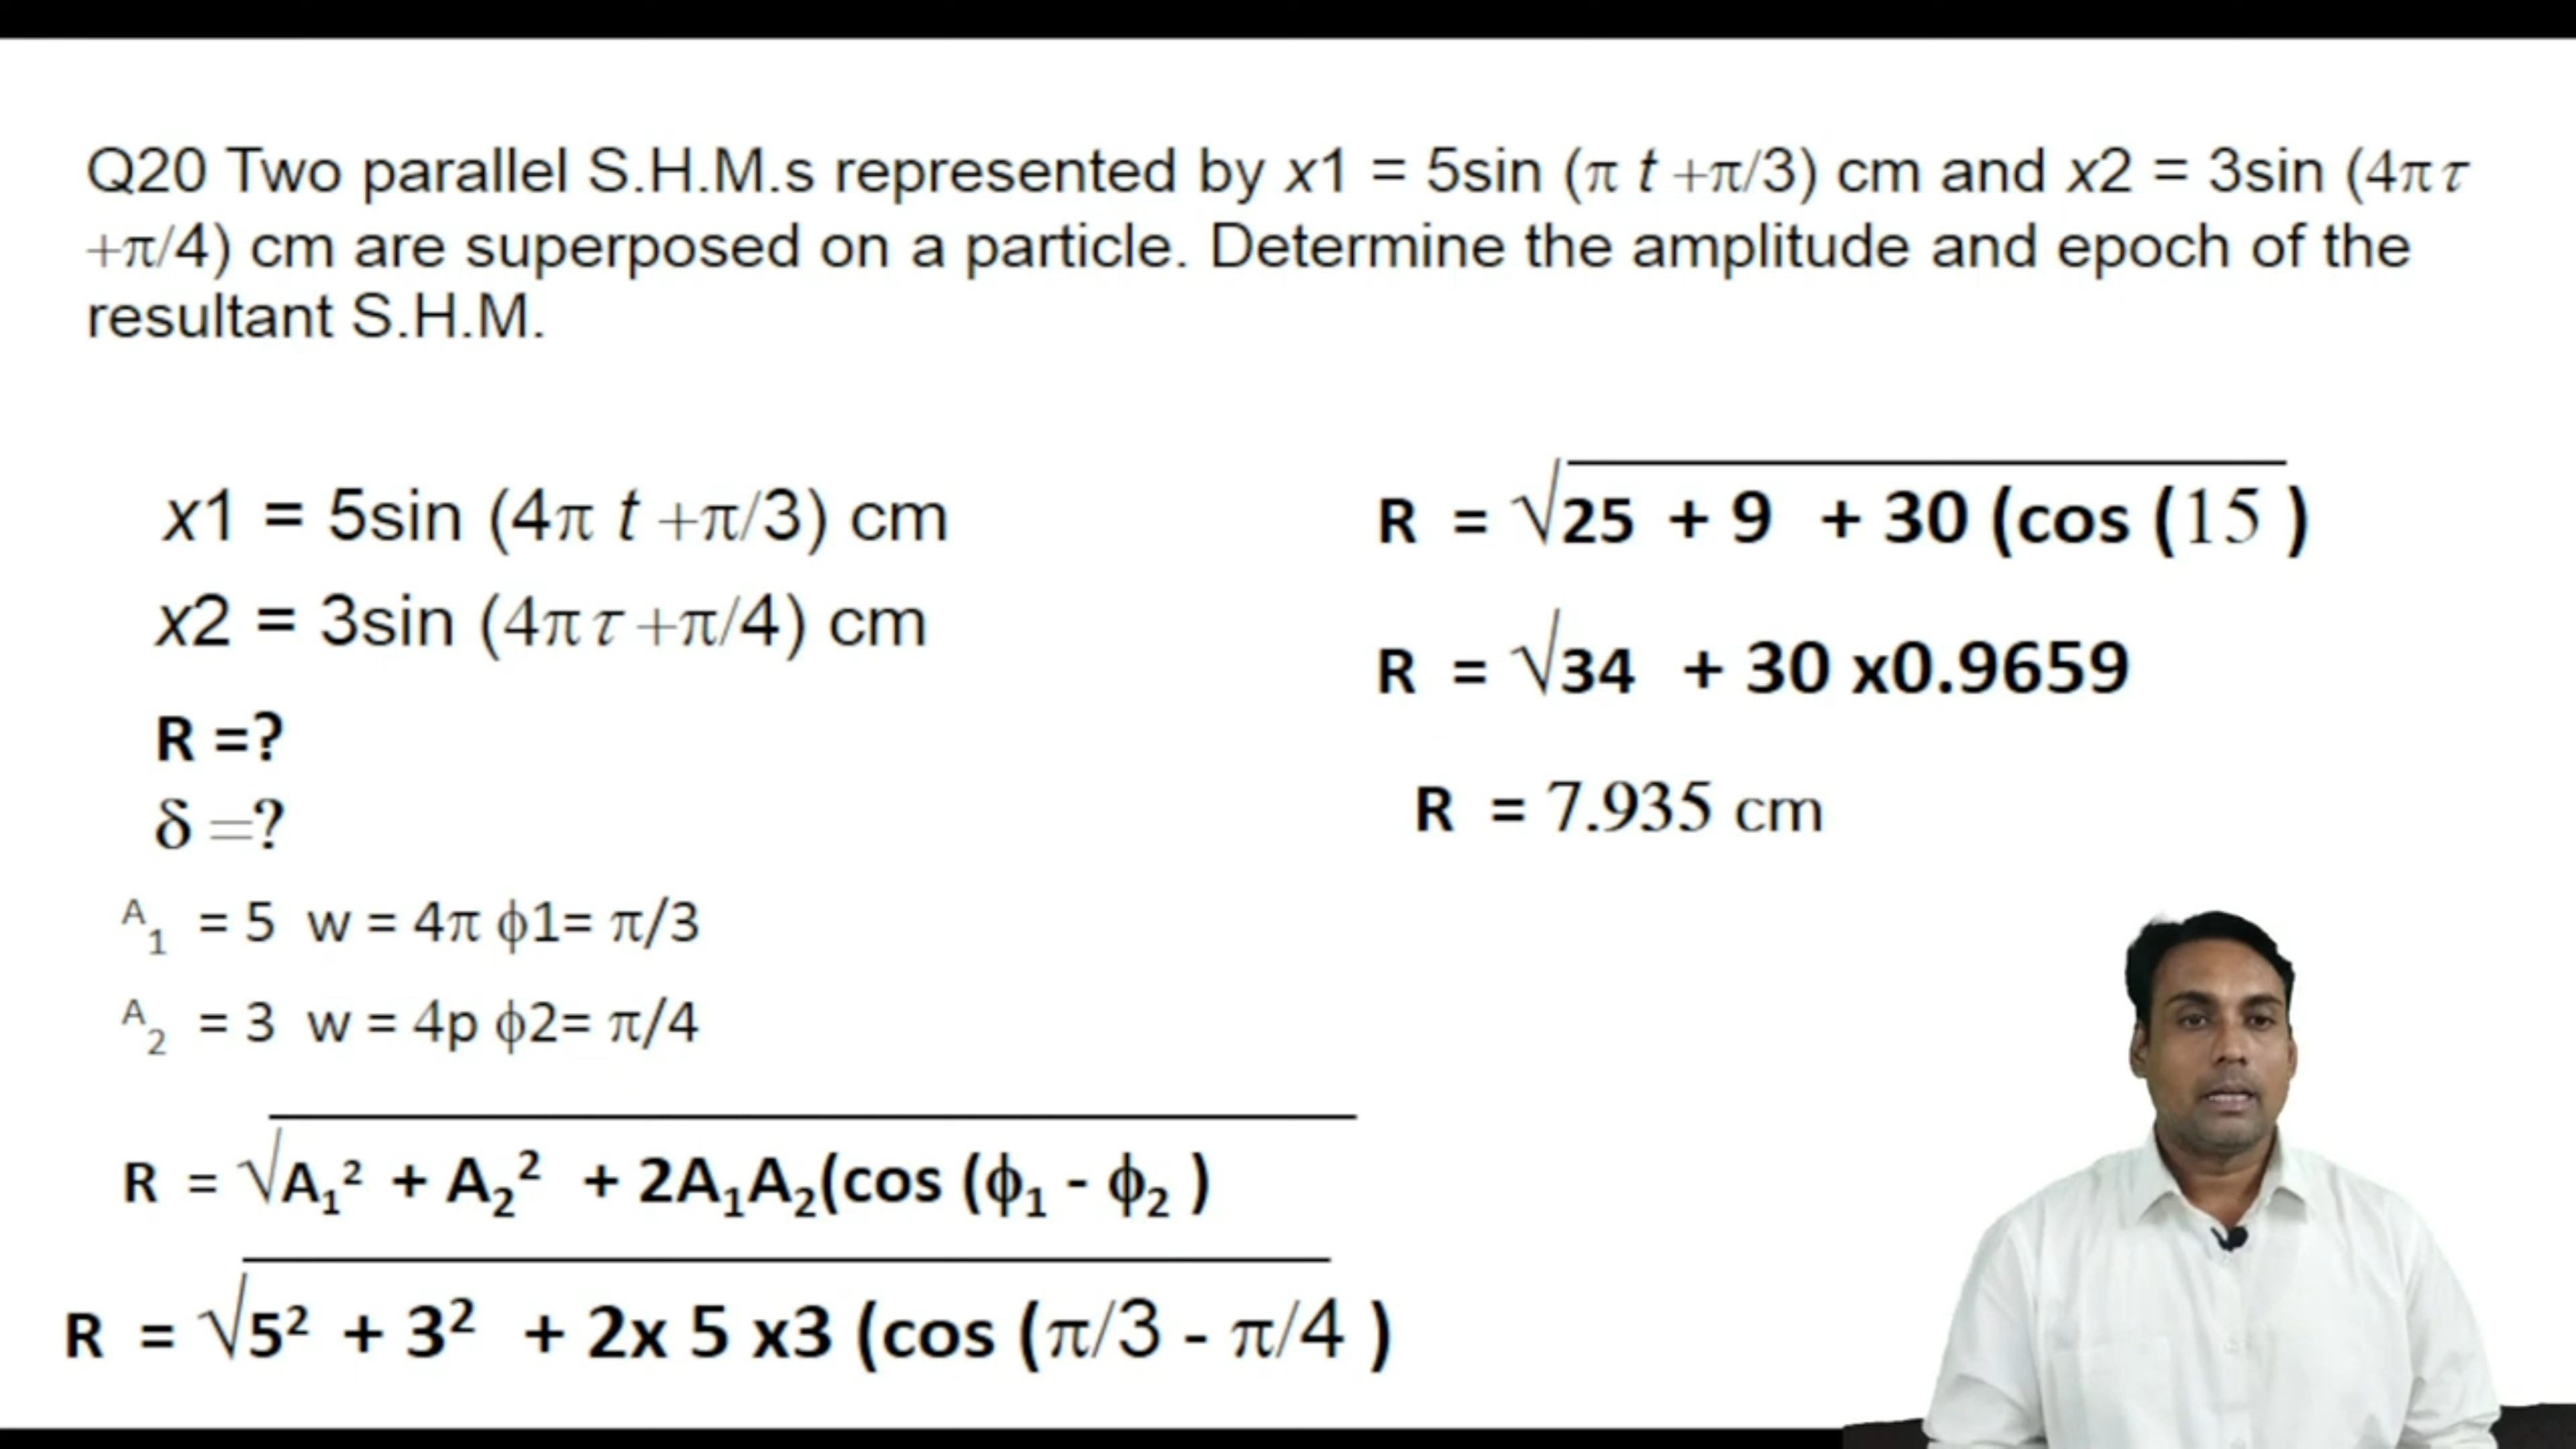 Q20 Two parallel S.H.M.s represented by x1 = 5sin (π t +π/3) cm and x2 = 3sin (4π τ
+π/4) cm are superposed on a particle. Determine the amplitude and epoch of the
resultant S.H.M.
x1 = 5sin (4π t +π/3) cm
x2 = 3sin (4π τ +π/4) cm
R =?
δ =?
A₁ = 5 w = 4π ϕ1= π/3
A₂ = 3 w = 4p ϕ2= π/4
R = √A₁² + A₂² + 2A₁A₂(cos (ϕ₁ - ϕ₂ )
R = √5² + 3² + 2x 5 x3 (cos (π/3 - π/4 )
R = √25 + 9 + 30 (cos (15 )
R = √34 + 30 x0.9659
R = 7.935 cm